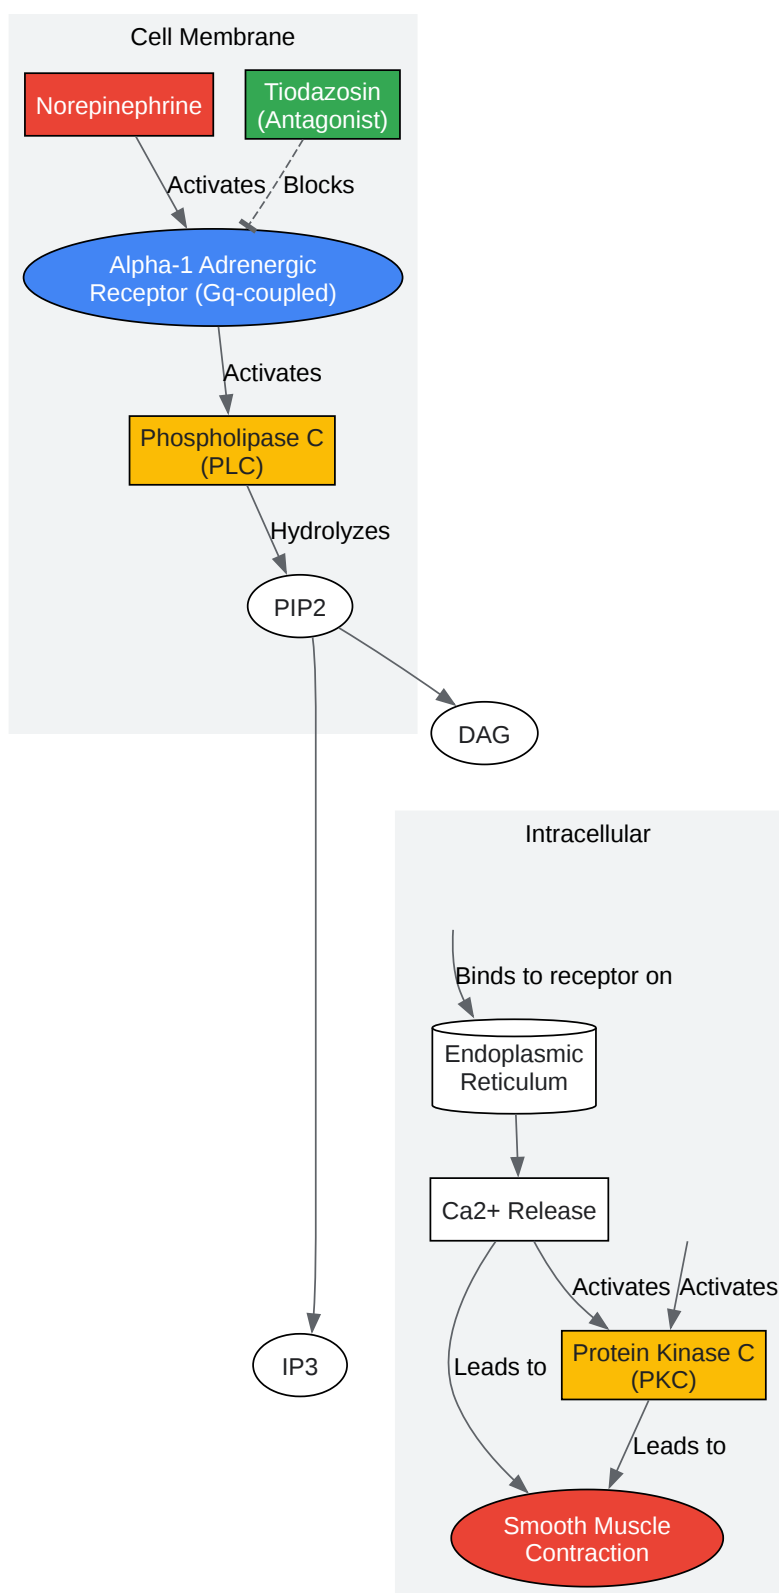 Cell Membrane
Norepinephrine
Tiodazosin
(Antagonist)
Activates
Blocks
Alpha-1 Adrenergic
Receptor (Gq-coupled)
Activates
Phospholipase C
(PLC)
Hydrolyzes
PIP2
DAG
Intracellular
Binds to receptor on
Endoplasmic
Reticulum
Ca2+ Release
Activates
Activates
IP3
Leads to
Protein Kinase C
(PKC)
Leads to
Smooth Muscle
Contraction